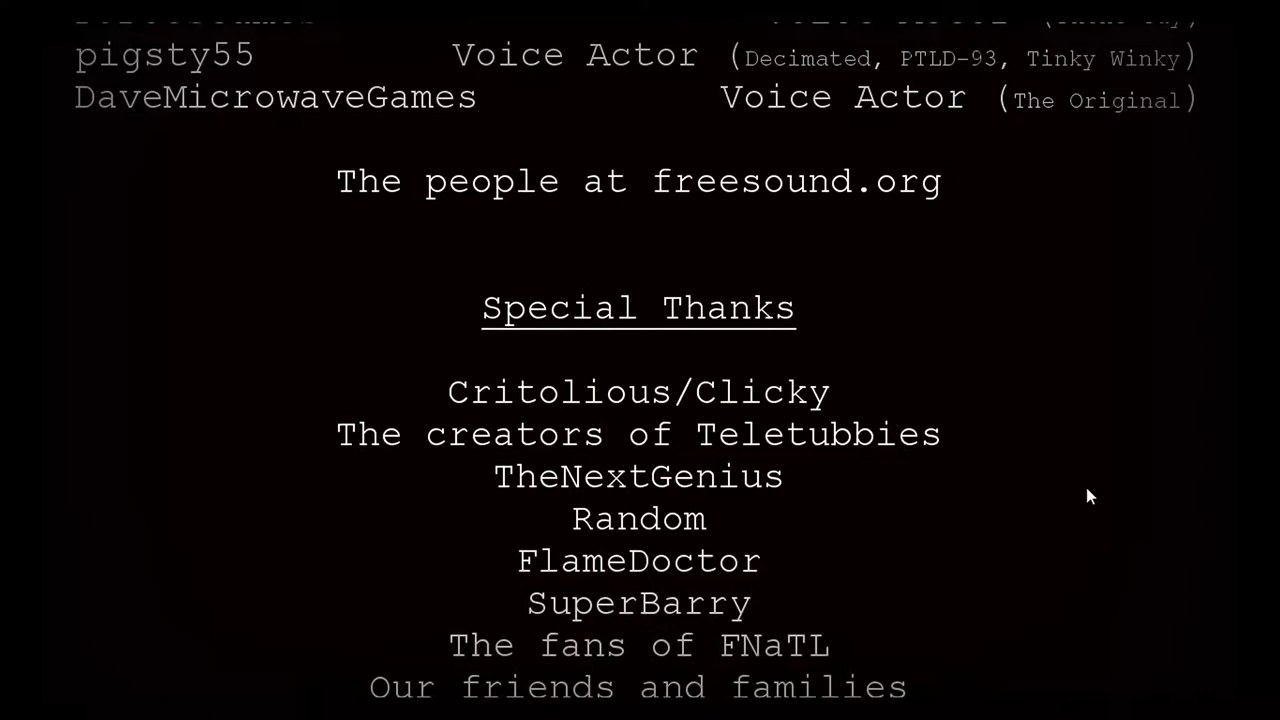 pigsty55 Voice Actor (Decimated, PTLD-93, Tinky Winky)
DaveMicrowaveGames Voice Actor (The Original)
The people at freesound.org
Special Thanks
Critolious/Clicky
The creators of Teletubbies
TheNextGenius
Random
FlameDoctor
SuperBarry
The fans of FNaTL
Our friends and families